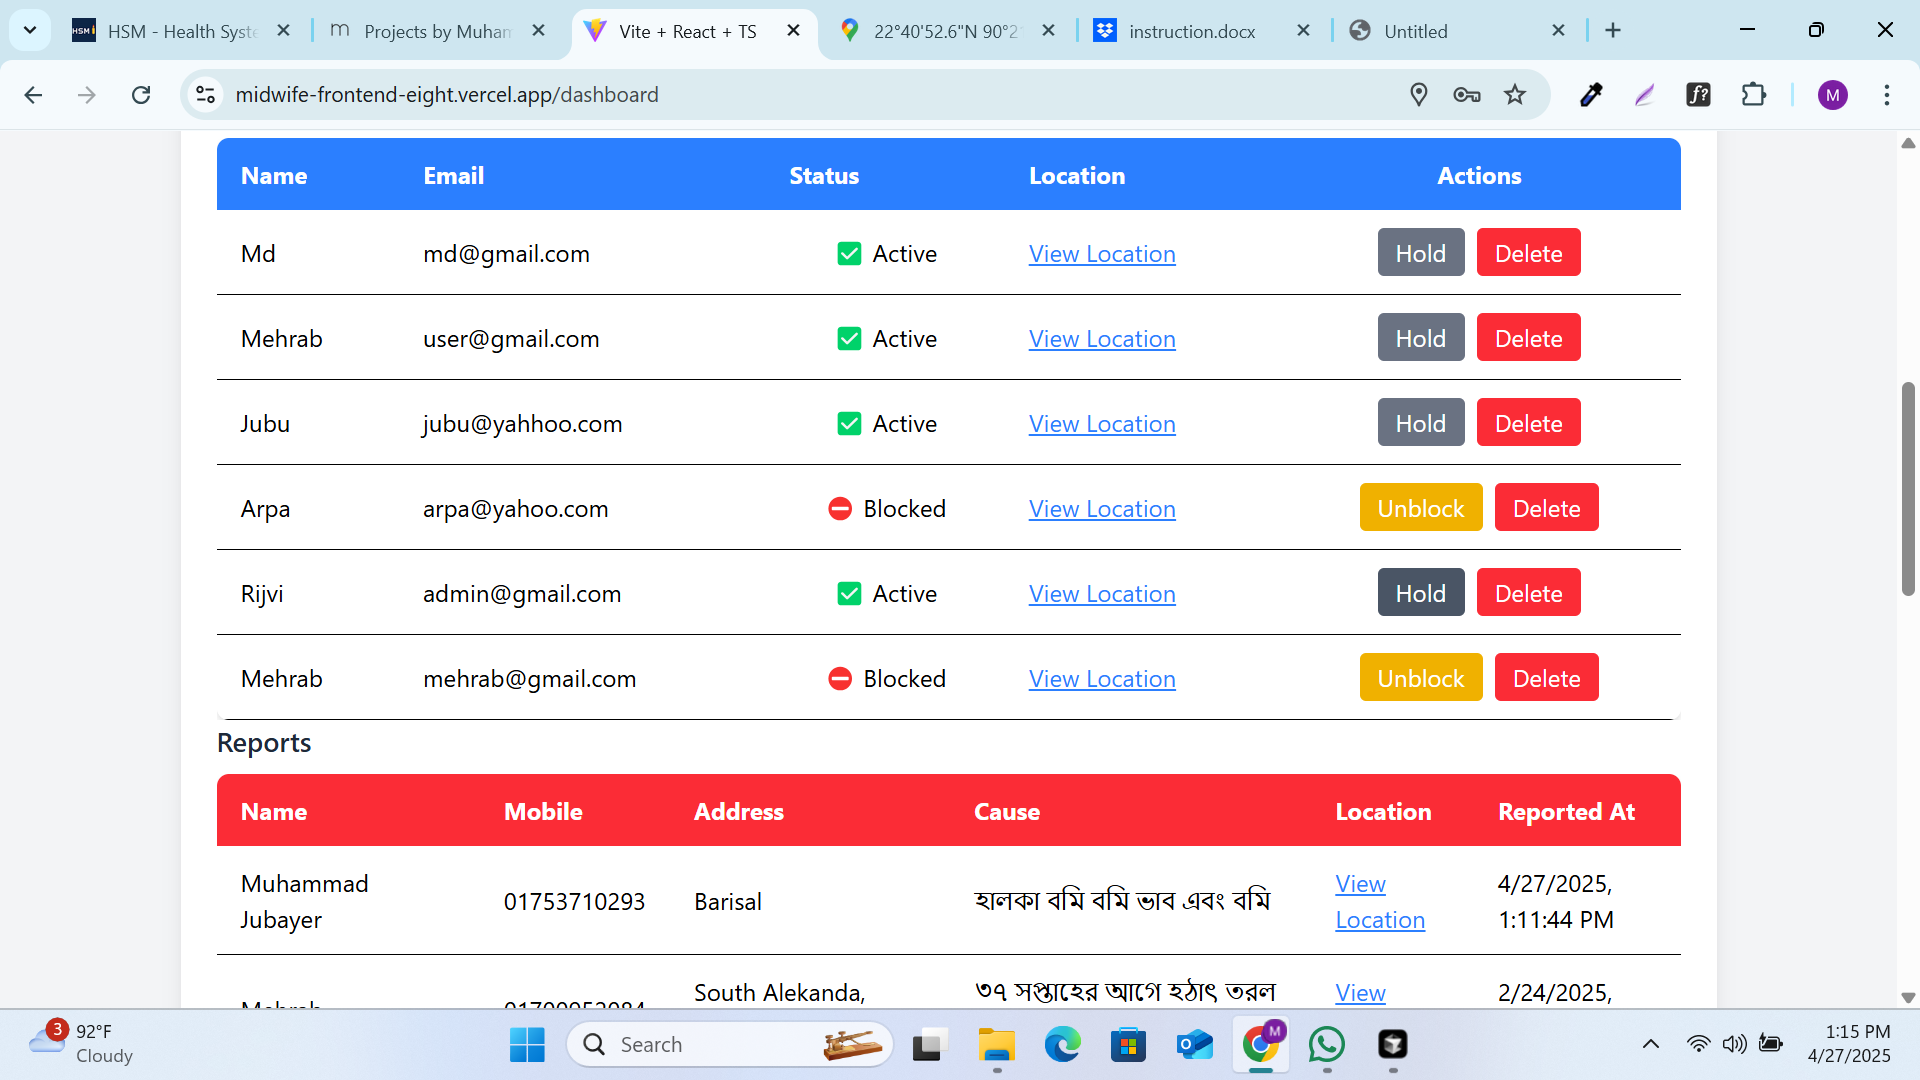 HSM - Health Syste
Projects by Muham
Vite + React + TS
22°40'52.6"N 90°2
instruction.docx
Untitled
midwife-frontend-eight.vercel.app/dashboard
M
Name Email Status Location Actions
Md md@gmail.com Active View Location Hold Delete
Mehrab user@gmail.com Active View Location Hold Delete
Jubu jubu@yahhoo.com Active View Location Hold Delete
Arpa arpa@yahoo.com Blocked View Location Unblock Delete
Rijvi admin@gmail.com Active View Location Hold Delete
Mehrab mehrab@gmail.com Blocked View Location Unblock Delete
Reports
Name Mobile Address Cause Location Reported At
Muhammad Jubayer 01753710293 Barisal হালকা বমি বমি ভাব এবং বমি View Location 4/27/2025, 1:11:44 PM
South Alekanda, ৩৭ সপ্তাহের আগে হঠাৎ তরল View 2/24/2025,
Mehrab
3 92°F
Cloudy
Search
M
1:15 PM
4/27/2025